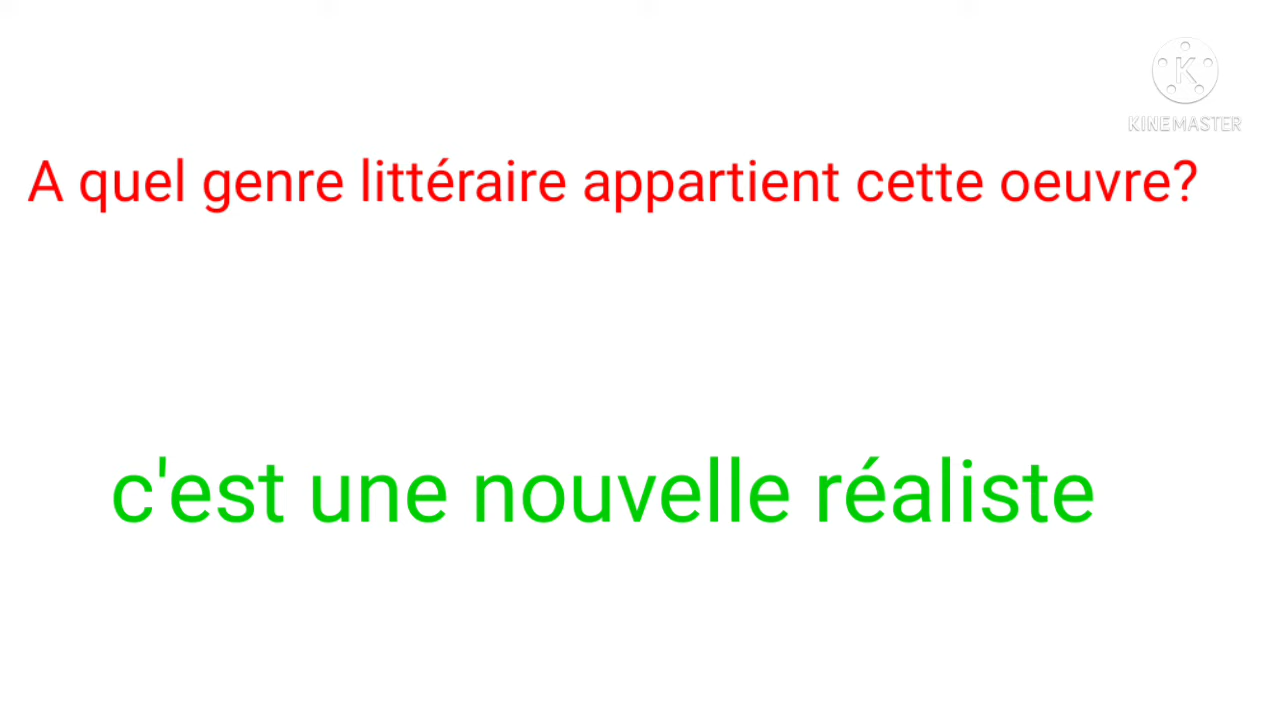 K
KINEMASTER
A quel genre littéraire appartient cette oeuvre?
c'est une nouvelle réaliste